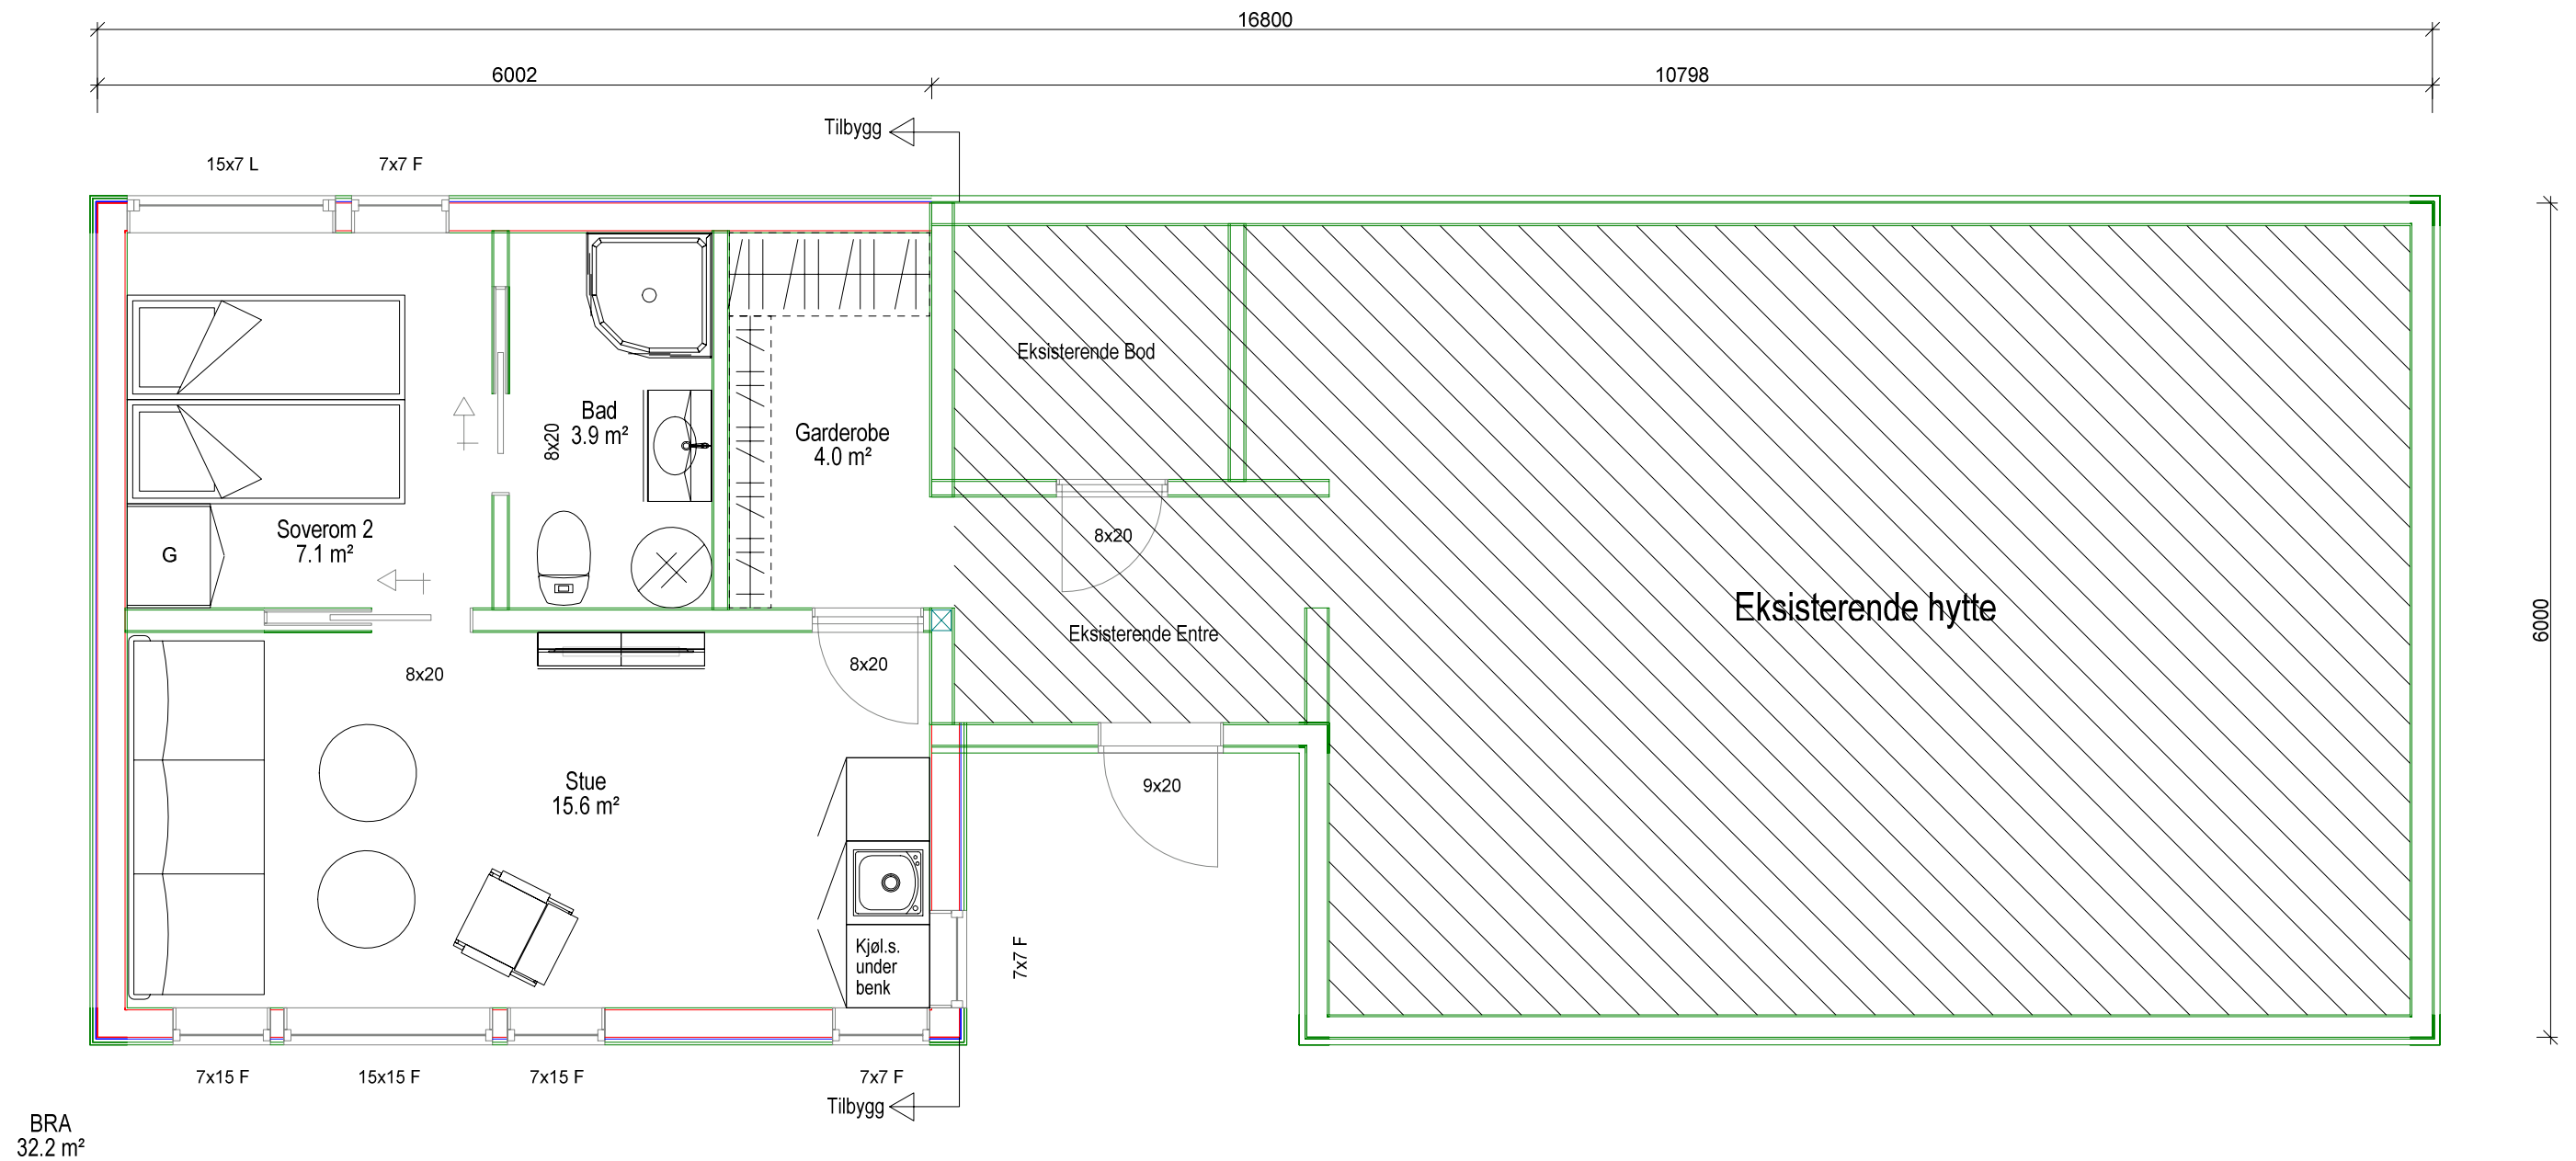 16800
6002
10798
Tilbygg
15x7 L
7x7 F
Eksisterende Bod
Bad
3.9 m²
8x20
Garderobe
4.0 m²
Soverom 2
7.1 m²
G
8x20
Eksisterende hytte
6000
Eksisterende Entre
8x20
8x20
Stue
15.6 m²
9x20
Kjøl.s.
under
benk
7x7 F
7x15 F
15x15 F
7x15 F
7x7 F
Tilbygg
BRA
32.2 m²